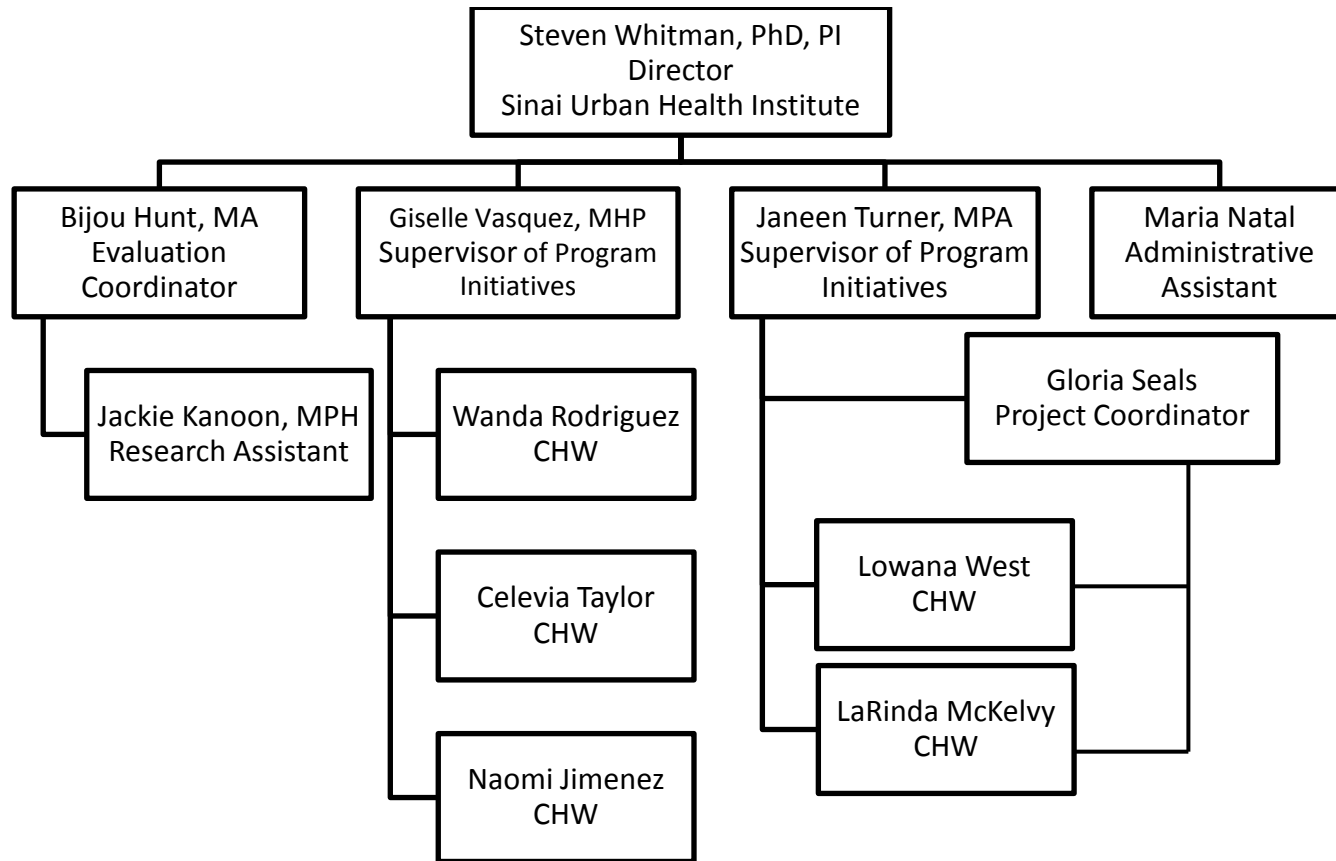 Steven Whitman, PhD, PI
Director
Sinai Urban Health Institute
Bijou Hunt, MA
Evaluation
Coordinator
Giselle Vasquez, MHP
Supervisor of Program
Initiatives
Janeen Turner, MPA
Supervisor of Program
Initiatives
Maria Natal
Administrative
Assistant
Jackie Kanoon, MPH
Research Assistant
Wanda Rodriguez
CHW
Celevia Taylor
CHW
Naomi Jimenez
CHW
Gloria Seals
Project Coordinator
Lowana West
CHW
LaRinda McKelvy
CHW